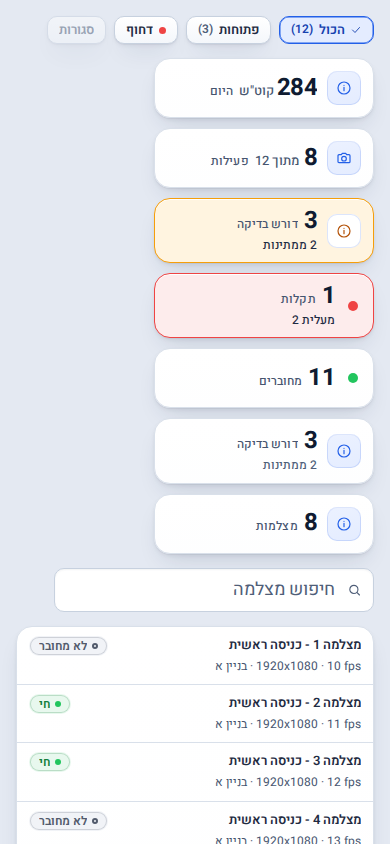 הכול (12) פתוחות (3) דחוף סגורות
284 קוט"ש היום
8 מתוך 12 פעילות
3 דורש בדיקה
2 ממתינות
1 תקלות
מעלית 2
11 מחוברים
3 דורש בדיקה
2 ממתינות
8 מצלמות
חיפוש מצלמה
מצלמה 1 - כניסה ראשית לא מחובר
בניין א · 1920x1080 · 10 fps
מצלמה 2 - כניסה ראשית חי
בניין א · 1920x1080 · 11 fps
מצלמה 3 - כניסה ראשית חי
בניין א · 1920x1080 · 12 fps
מצלמה 4 - כניסה ראשית לא מחובר
בניין א · 1920x1080 · 13 fps